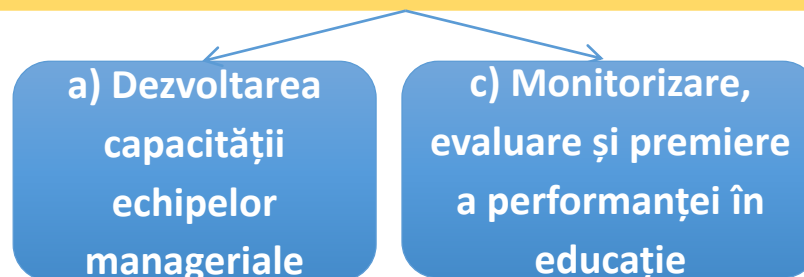 a) Dezvoltarea
capacității
echipelor
manageriale
c) Monitorizare,
evaluare și premiere
a performanței în
educație